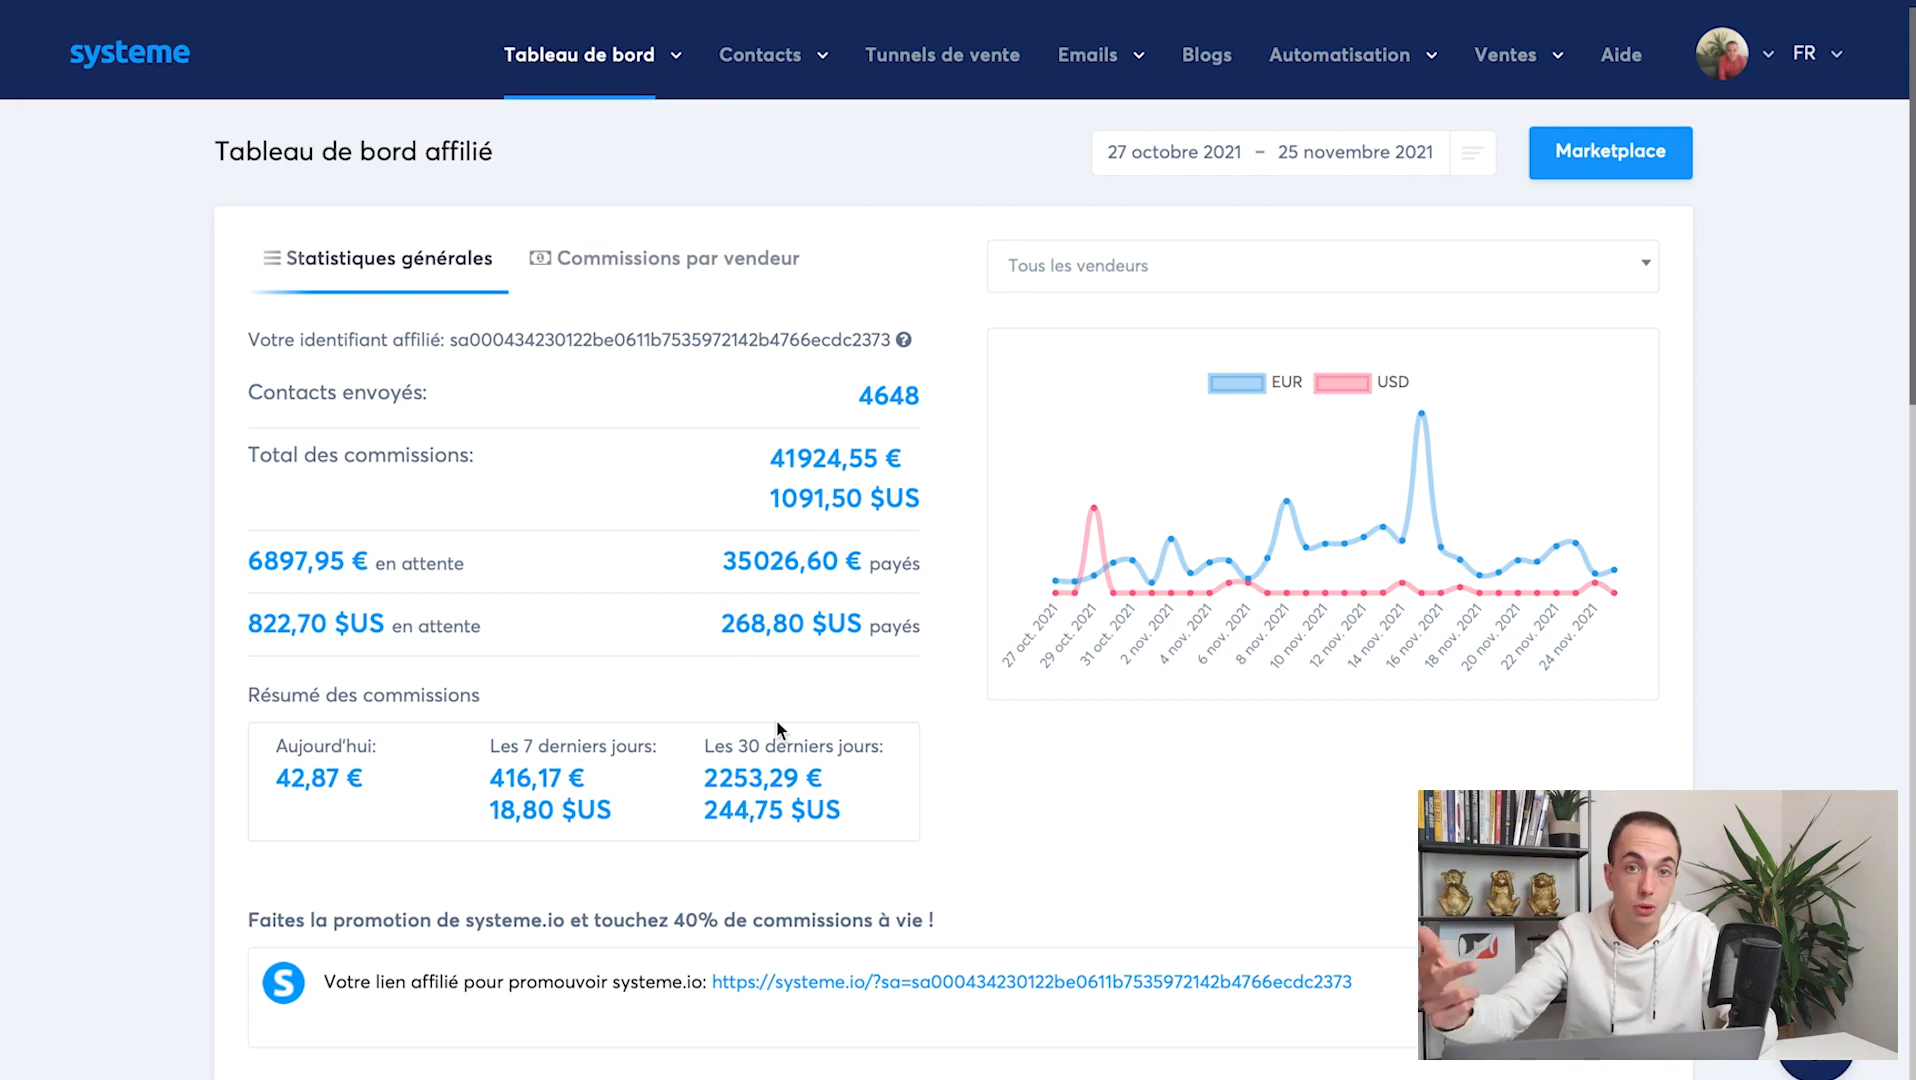 systeme
Tableau de bord
Contacts
Tunnels de vente
Emails
Blogs
Automatisation
Ventes
Aide
FR
Tableau de bord affilié
27 octobre 2021 – 25 novembre 2021
Marketplace
Statistiques générales
Commissions par vendeur
Tous les vendeurs
Votre identifiant affilié: sa000434230122be0611b7535972142b4766ecdc2373
Contacts envoyés: 4648
Total des commissions: 41924,55 €
1091,50 $US
6897,95 € en attente 35026,60 € payés
822,70 $US en attente 268,80 $US payés
EUR USD
27 oct. 2021
29 oct. 2021
31 oct. 2021
2 nov. 2021
4 nov. 2021
6 nov. 2021
8 nov. 2021
10 nov. 2021
12 nov. 2021
14 nov. 2021
16 nov. 2021
18 nov. 2021
20 nov. 2021
22 nov. 2021
24 nov. 2021
Résumé des commissions
Aujourd'hui: Les 7 derniers jours: Les 30 derniers jours:
42,87 € 416,17 € 2253,29 €
18,80 $US 244,75 $US
Faites la promotion de systeme.io et touchez 40% de commissions à vie !
S
Votre lien affilié pour promouvoir systeme.io: https://systeme.io/?sa=sa000434230122be0611b7535972142b4766ecdc2373